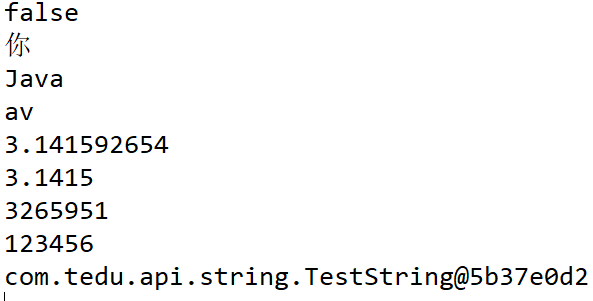 false
你
Java
av
3.141592654
3.1415
3265951
123456
com.tedu.api.string.TestString@5b37e0d2